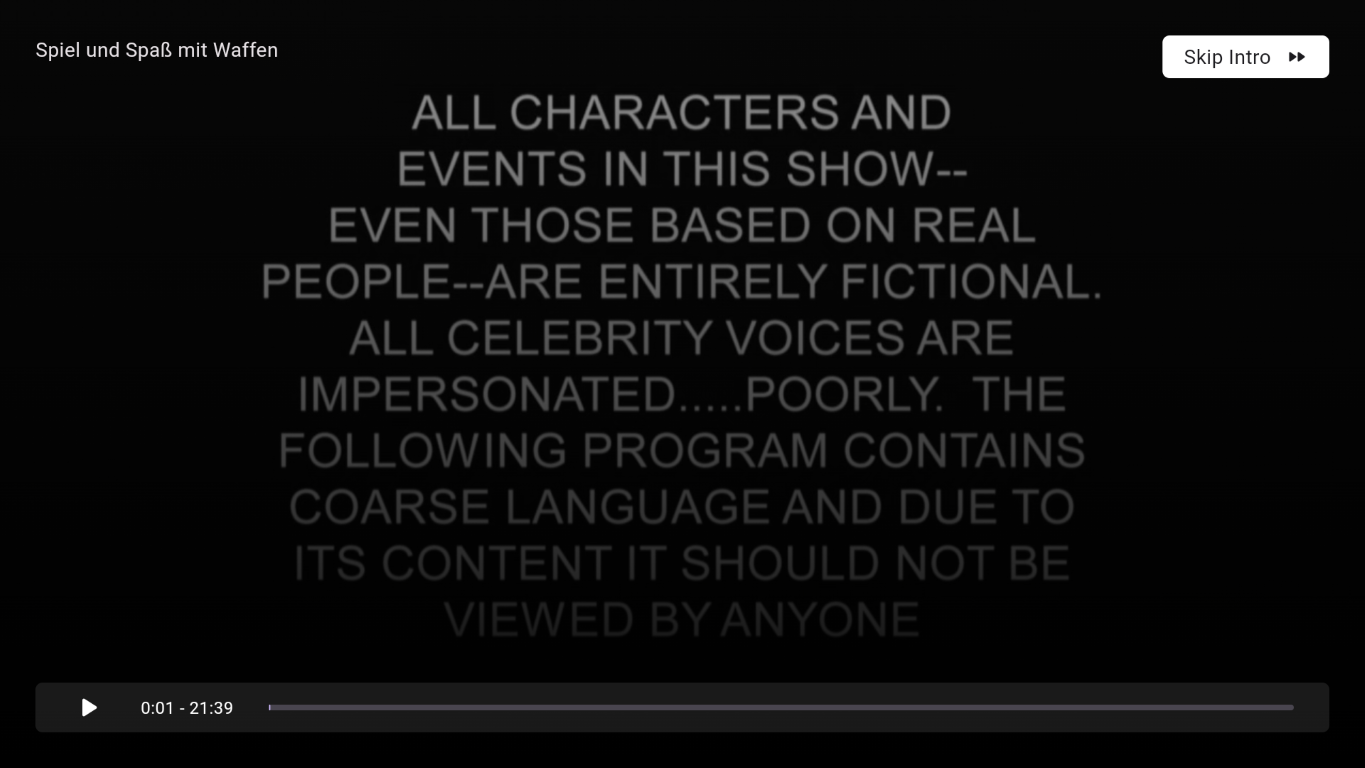 Spiel und Spaß mit Waffen
Skip Intro
ALL CHARACTERS AND
EVENTS IN THIS SHOW--
EVEN THOSE BASED ON REAL
PEOPLE--ARE ENTIRELY FICTIONAL.
ALL CELEBRITY VOICES ARE
IMPERSONATED.....POORLY.  THE
FOLLOWING PROGRAM CONTAINS
COARSE LANGUAGE AND DUE TO
ITS CONTENT IT SHOULD NOT BE
VIEWED BY ANYONE
0:01 - 21:39